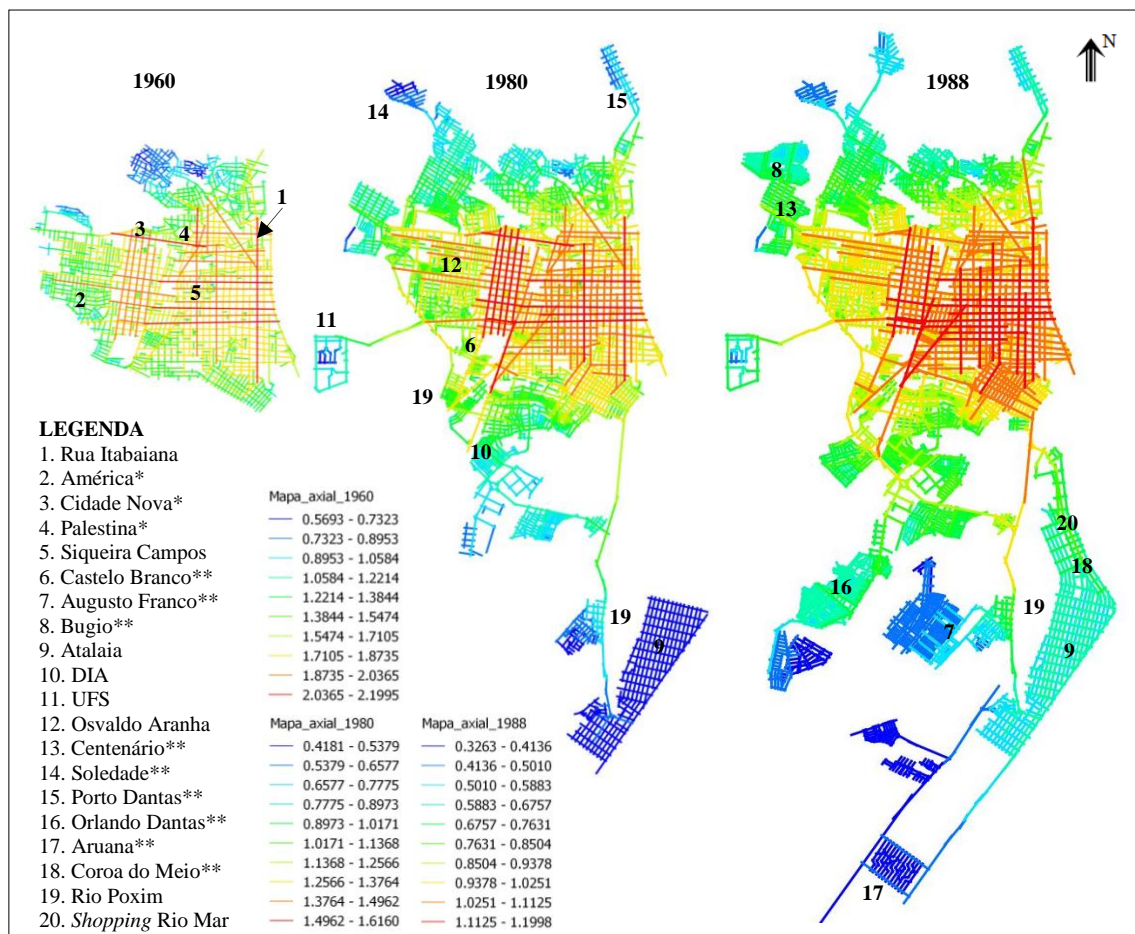 1960
1980
1988
N
14
15
1
8
13
3
4
12
5
2
11
6
19
10
20
18
16
19
19
7
9
9
17
LEGENDA
1. Rua Itabaiana
2. América*
3. Cidade Nova*
4. Palestina*
5. Siqueira Campos
6. Castelo Branco**
7. Augusto Franco**
8. Bugio**
9. Atalaia
10. DIA
11. UFS
12. Osvaldo Aranha
13. Centenário**
14. Soledade**
15. Porto Dantas**
16. Orlando Dantas**
17. Aruana**
18. Coroa do Meio**
19. Rio Poxim
20. Shopping Rio Mar
Mapa_axial_1960
0.5693 - 0.7323
0.7323 - 0.8953
0.8953 - 1.0584
1.0584 - 1.2214
1.2214 - 1.3844
1.3844 - 1.5474
1.5474 - 1.7105
1.7105 - 1.8735
1.8735 - 2.0365
2.0365 - 2.1995
Mapa_axial_1980
0.4181 - 0.5379
0.5379 - 0.6577
0.6577 - 0.7775
0.7775 - 0.8973
0.8973 - 1.0171
1.0171 - 1.1368
1.1368 - 1.2566
1.2566 - 1.3764
1.3764 - 1.4962
1.4962 - 1.6160
Mapa_axial_1988
0.3263 - 0.4136
0.4136 - 0.5010
0.5010 - 0.5883
0.5883 - 0.6757
0.6757 - 0.7631
0.7631 - 0.8504
0.8504 - 0.9378
0.9378 - 1.0251
1.0251 - 1.1125
1.1125 - 1.1998